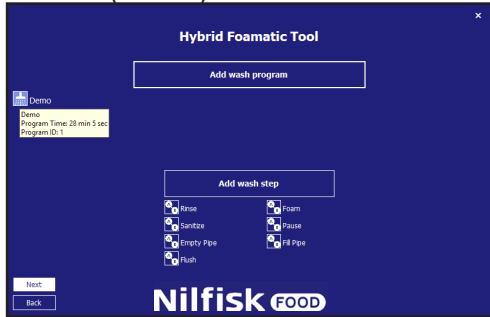 ×
Hybrid Foamatic Tool
Add wash program
Demo
Demo
Program Time: 28 min 5 sec
Program ID: 1
Add wash step
Rinse
Foam
Sanitize
Pause
Empty Pipe
Fill Pipe
Flush
Next
Back
Nilfisk FOOD